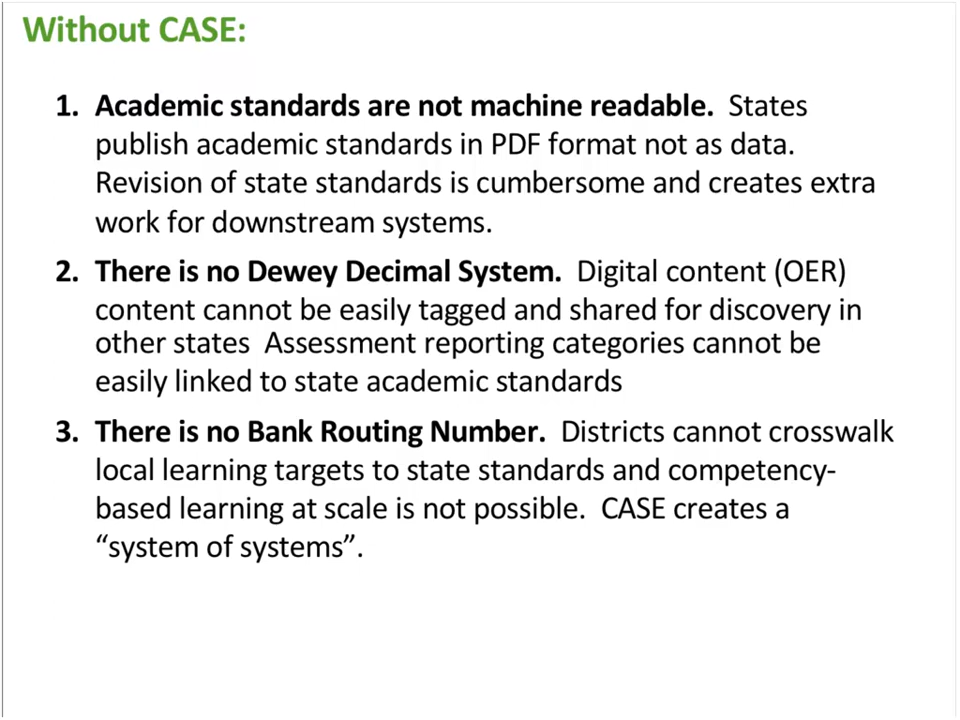 Without CASE:
1. Academic standards are not machine readable. States
publish academic standards in PDF format not as data.
Revision of state standards is cumbersome and creates extra
work for downstream systems.
2. There is no Dewey Decimal System. Digital content (OER)
content cannot be easily tagged and shared for discovery in
other states Assessment reporting categories cannot be
easily linked to state academic standards
3. There is no Bank Routing Number. Districts cannot crosswalk
local learning targets to state standards and competency-
based learning at scale is not possible. CASE creates a
“system of systems”.